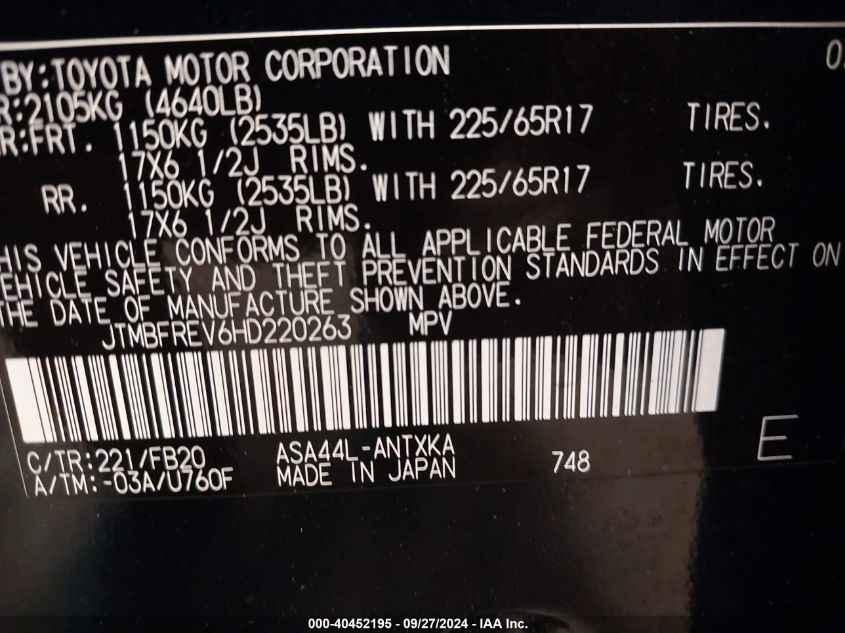 BY:TOYOTA MOTOR CORPORATION
R:2105KG (4640LB)
R:FRT. 1150KG (2535LB) WITH 225/65R17 TIRES.
17X6 1/2J RIMS.
RR. 1150KG (2535LB) WITH 225/65R17 TIRES.
17X6 1/2J RIMS.
HIS VEHICLE CONFORMS TO ALL APPLICABLE FEDERAL MOTOR
EHICLE SAFETY AND THEFT PREVENTION STANDARDS IN EFFECT ON
THE DATE OF MANUFACTURE SHOWN ABOVE.
JTMBFREV6HD220263 MPV
C/TR:221/FB20 ASA44L-ANTXKA
A/TM:-03A/U760F MADE IN JAPAN 748 E
000-40452195 - 09/27/2024 - IAA Inc.